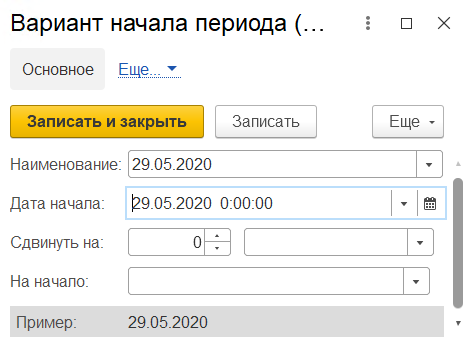 Вариант начала периода (...
Основное Еще...
Записать и закрыть Записать Еще
Наименование: 29.05.2020
Дата начала: 29.05.2020 0:00:00
Сдвинуть на: 0
На начало:
Пример: 29.05.2020